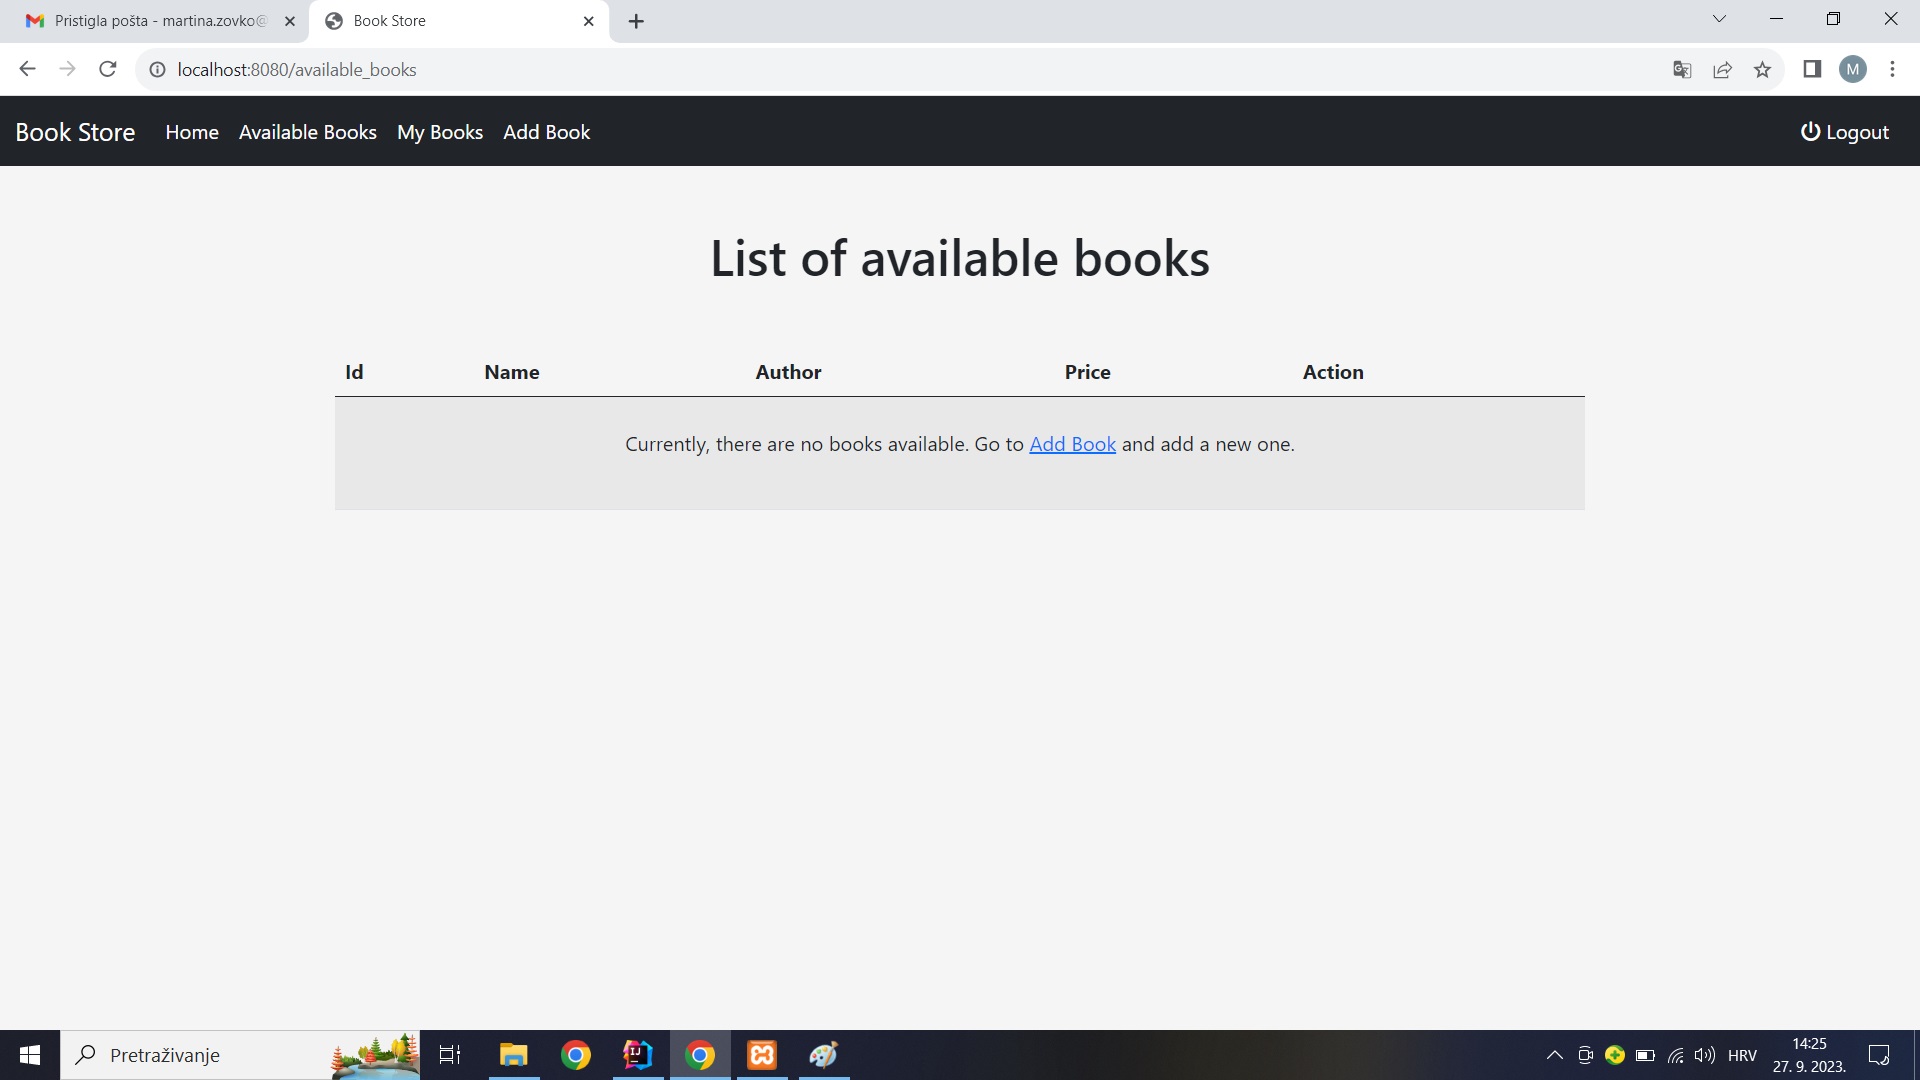 Pristigla pošta - martina.zovko@
Book Store
localhost:8080/available_books
M
Book Store Home Available Books My Books Add Book Logout
List of available books
Id Name Author Price Action
Currently, there are no books available. Go to Add Book and add a new one.
Pretraživanje
HRV
14:25
27. 9. 2023.